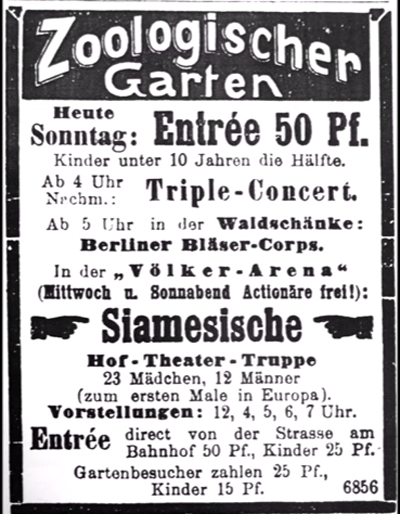 Zoologischer
Garten
Heute
Sonntag: Entrée 50 Pf.
Kinder unter 10 Jahren die Hälfte.
Ab 4 Uhr
Nachm.: Triple-Concert.
Ab 5 Uhr in der Waldschänke:
Berliner Bläser-Corps.
In der „Völker-Arena“
(Mittwoch u. Sonnabend Actionäre frei!):
Siamesische
Hof-Theater-Truppe
23 Mädchen, 12 Männer
(zum ersten Male in Europa).
Vorstellungen: 12, 4, 5, 6, 7 Uhr.
Entrée direct von der Strasse am
Bahnhof 50 Pf., Kinder 25 Pf.
Gartenbesucher zahlen 25 Pf.,
Kinder 15 Pf. 6856